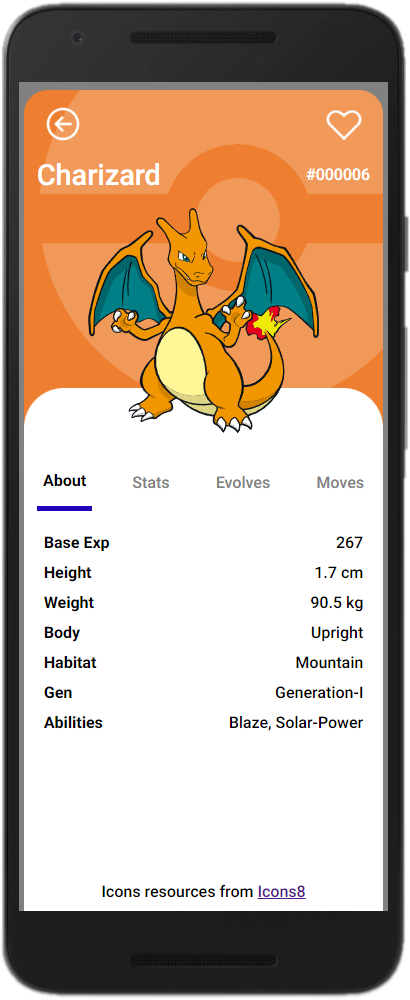 Charizard #000006
About Stats Evolves Moves
Base Exp 267
Height 1.7 cm
Weight 90.5 kg
Body Upright
Habitat Mountain
Gen Generation-I
Abilities Blaze, Solar-Power
Icons resources from Icons8